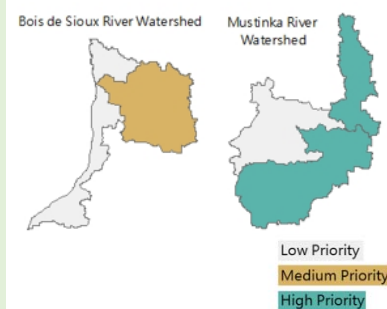 Bois de Sioux River Watershed
Mustinka River
Watershed
Low Priority
Medium Priority
High Priority